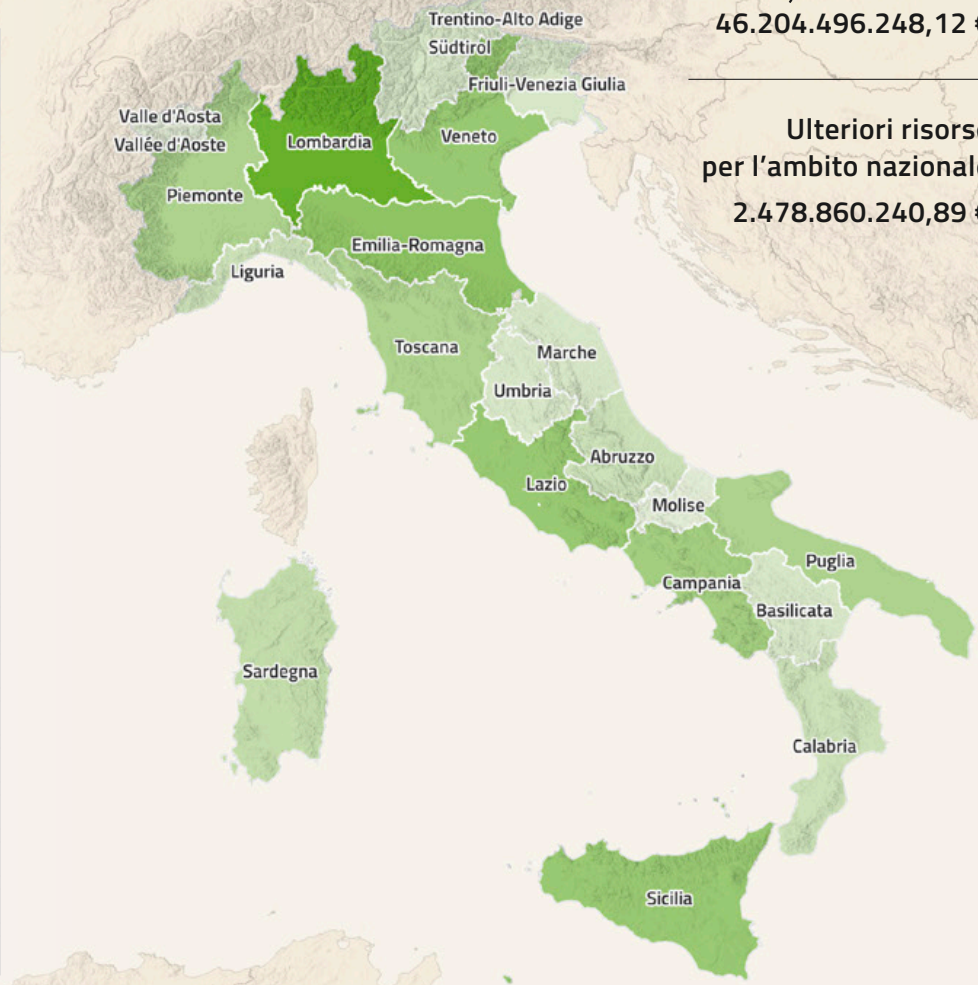 46.204.496.248,12 €
Ulteriori risorse
per l'ambito nazionale
2.478.860.240,89 €
Trentino-Alto Adige
Südtirol
Friuli-Venezia Giulia
Valle d'Aosta
Vallée d'Aoste
Lombardia
Veneto
Piemonte
Emilia-Romagna
Liguria
Toscana
Marche
Umbria
Abruzzo
Lazio
Molise
Puglia
Campania
Basilicata
Sardegna
Calabria
Sicilia